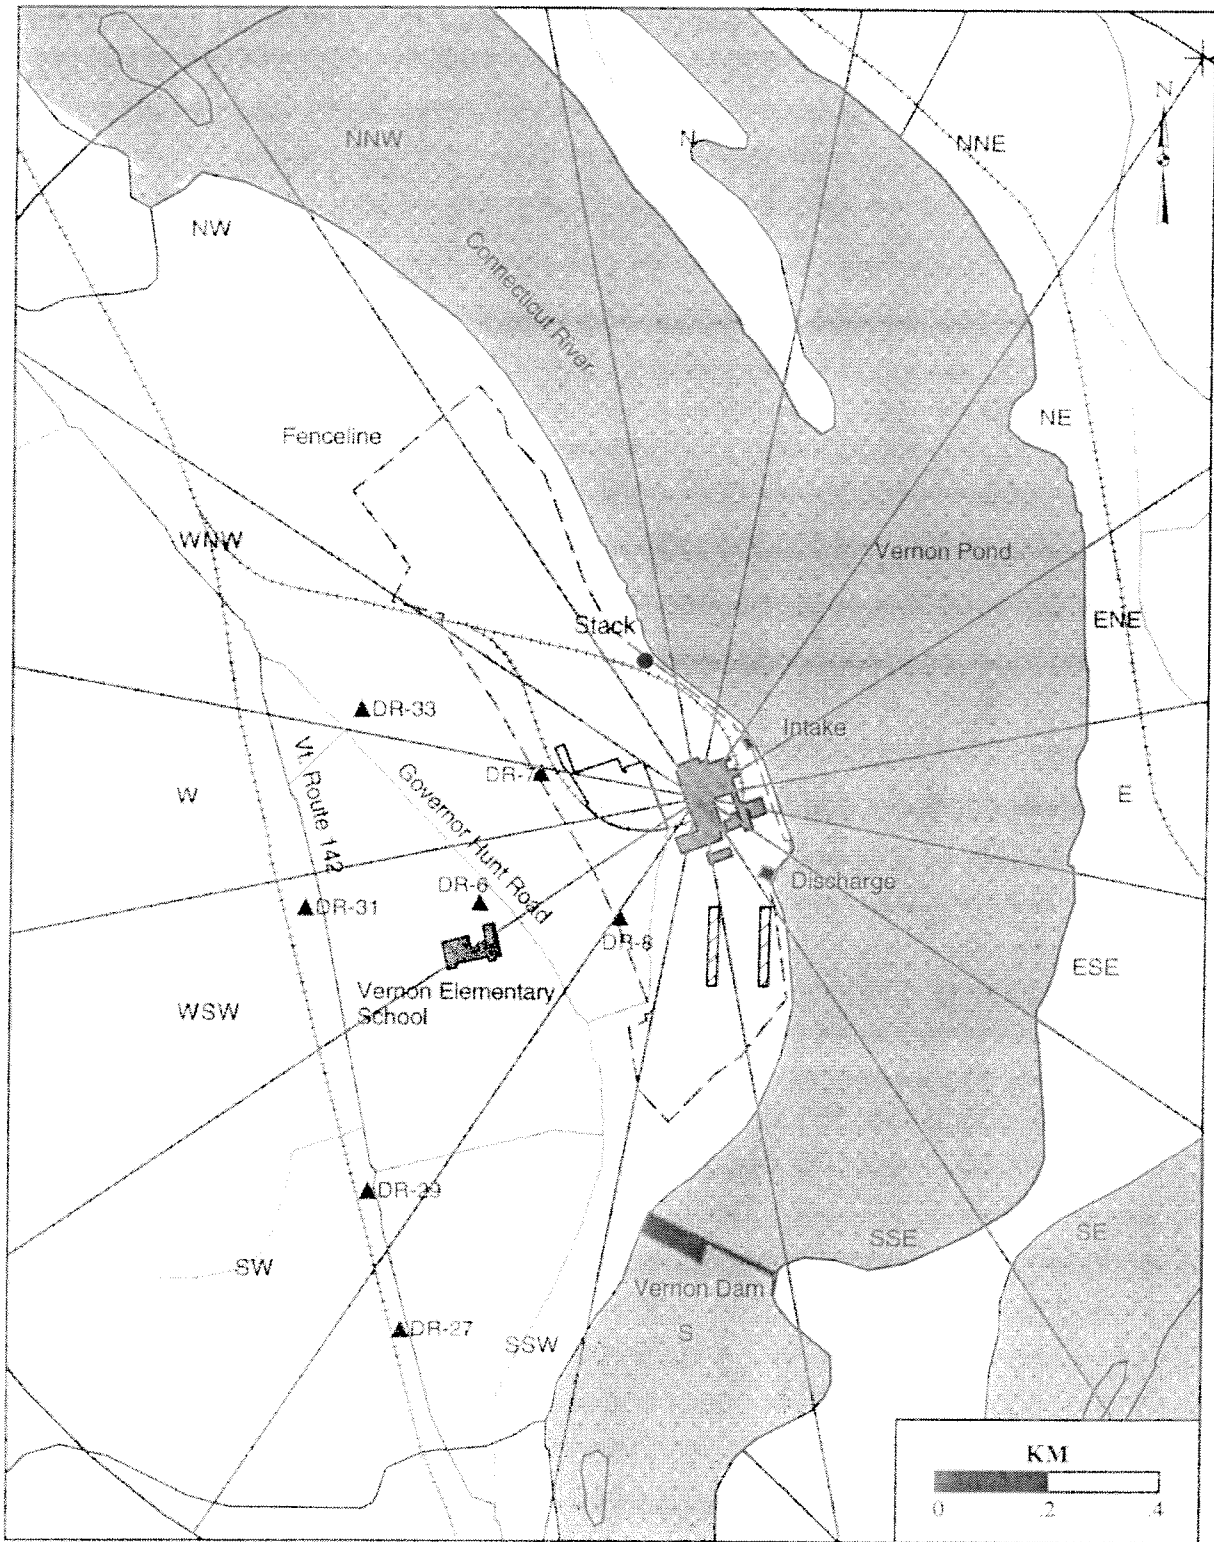 N
NNW
N
NNE
NW
Connecticut River
NE
Fenceline
WNW
Vernon Pond
ENE
Stack
DR-33
Intake
DR-7
W
Vt. Route 142
Governor Hunt Road
E
DR-6
Discharge
DR-31
DR-8
ESE
Vernon Elementary
School
WSW
DR-29
SSE
SE
SW
Vernon Dam
S
DR-27
SSW
KM
0 .2 .4